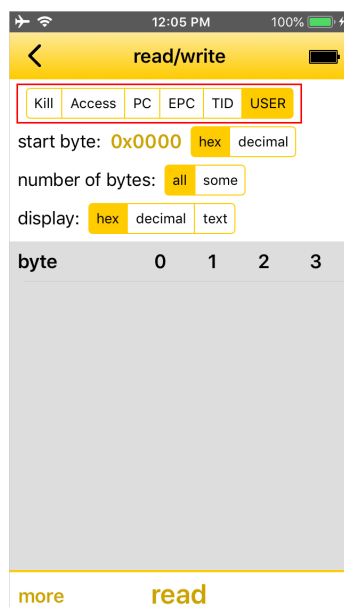 12:05 PM 100%
read/write
Kill Access PC EPC TID USER
start byte: 0x0000 hex decimal
number of bytes: all some
display: hex decimal text
byte 0 1 2 3
more read